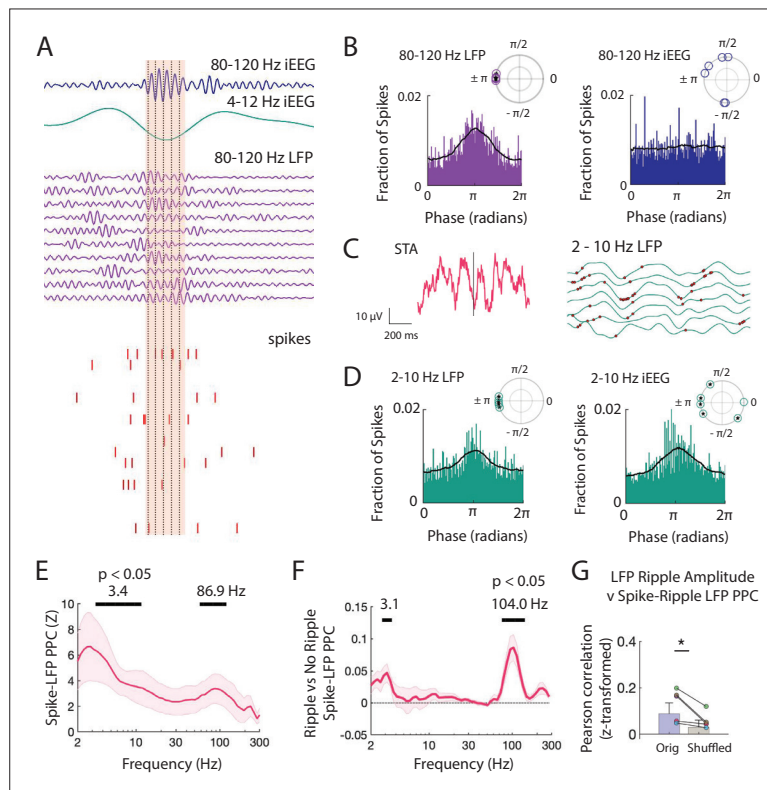 A
80-120 Hz iEEG
4-12 Hz iEEG
80-120 Hz LFP
spikes
B
80-120 Hz LFP
π/2
± π
0
- π/2
0.02
0
Fraction of Spikes
0
π
2π
Phase (radians)
80-120 Hz iEEG
π/2
± π
0
- π/2
0.02
0
Fraction of Spikes
0
π
2π
Phase (radians)
C
STA
10 μV
200 ms
2 - 10 Hz LFP
D
2-10 Hz LFP
π/2
± π
0
- π/2
0.02
0
Fraction of Spikes
0
π
2π
Phase (radians)
2-10 Hz iEEG
π/2
± π
0
- π/2
0.02
0
Fraction of Spikes
0
π
2π
Phase (radians)
E
p < 0.05
3.4
86.9 Hz
Spike-LFP PPC (Z)
10
8
6
4
2
0
2
10
30
100
300
Frequency (Hz)
F
p < 0.05
3.1
104.0 Hz
Ripple vs No Ripple
Spike-LFP PPC
0.15
0.1
0.05
0
-0.05
2
10
30
100
300
Frequency (Hz)
G
LFP Ripple Amplitude
v Spike-Ripple LFP PPC
Pearson correlation
(z-transformed)
0.4
0.2
0
*
Orig
Shuffled